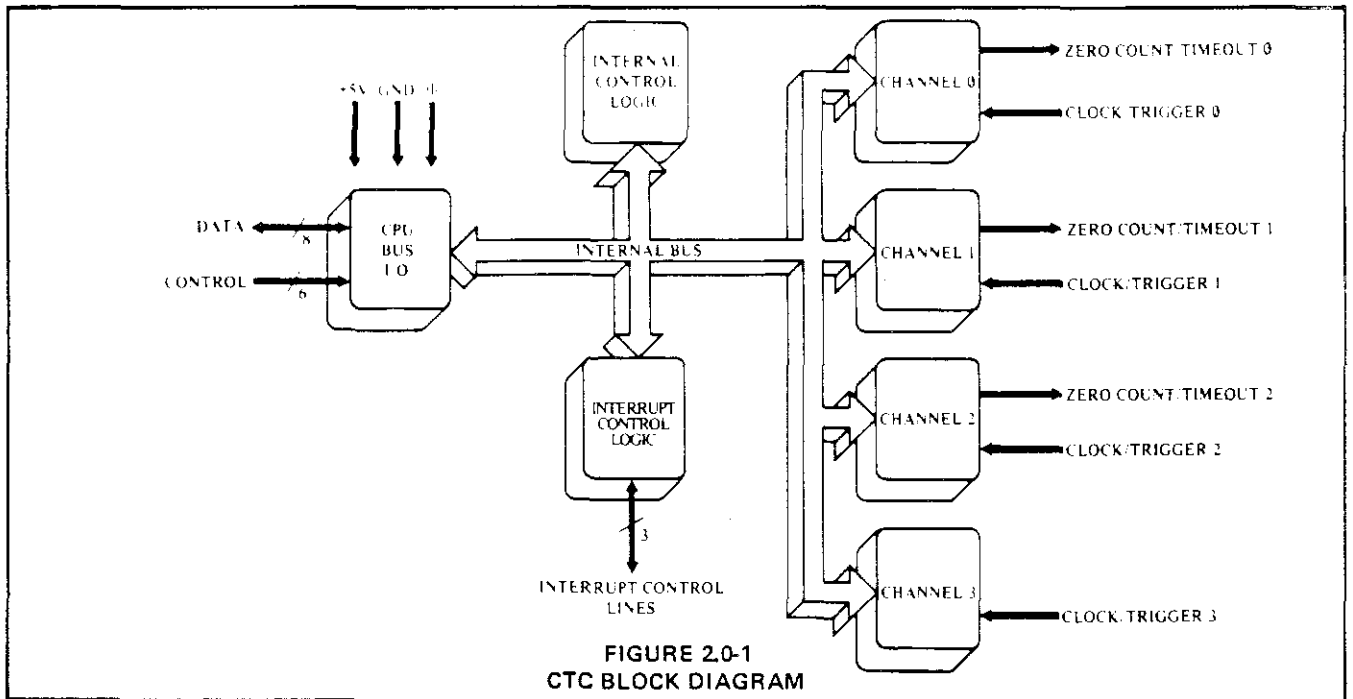 INTERNAL
CONTROL
LOGIC
+5V GND Φ
DATA
8
CONTROL
6
CPU
BUS
I O
INTERNAL BUS
INTERRUPT
CONTROL
LOGIC
3
INTERRUPT CONTROL
LINES
CHANNEL 0
ZERO COUNT TIMEOUT 0
CLOCK TRIGGER 0
CHANNEL 1
ZERO COUNT/TIMEOUT 1
CLOCK/TRIGGER 1
CHANNEL 2
ZERO COUNT/TIMEOUT 2
CLOCK/TRIGGER 2
CHANNEL 3
CLOCK/TRIGGER 3
FIGURE 2.0-1
CTC BLOCK DIAGRAM